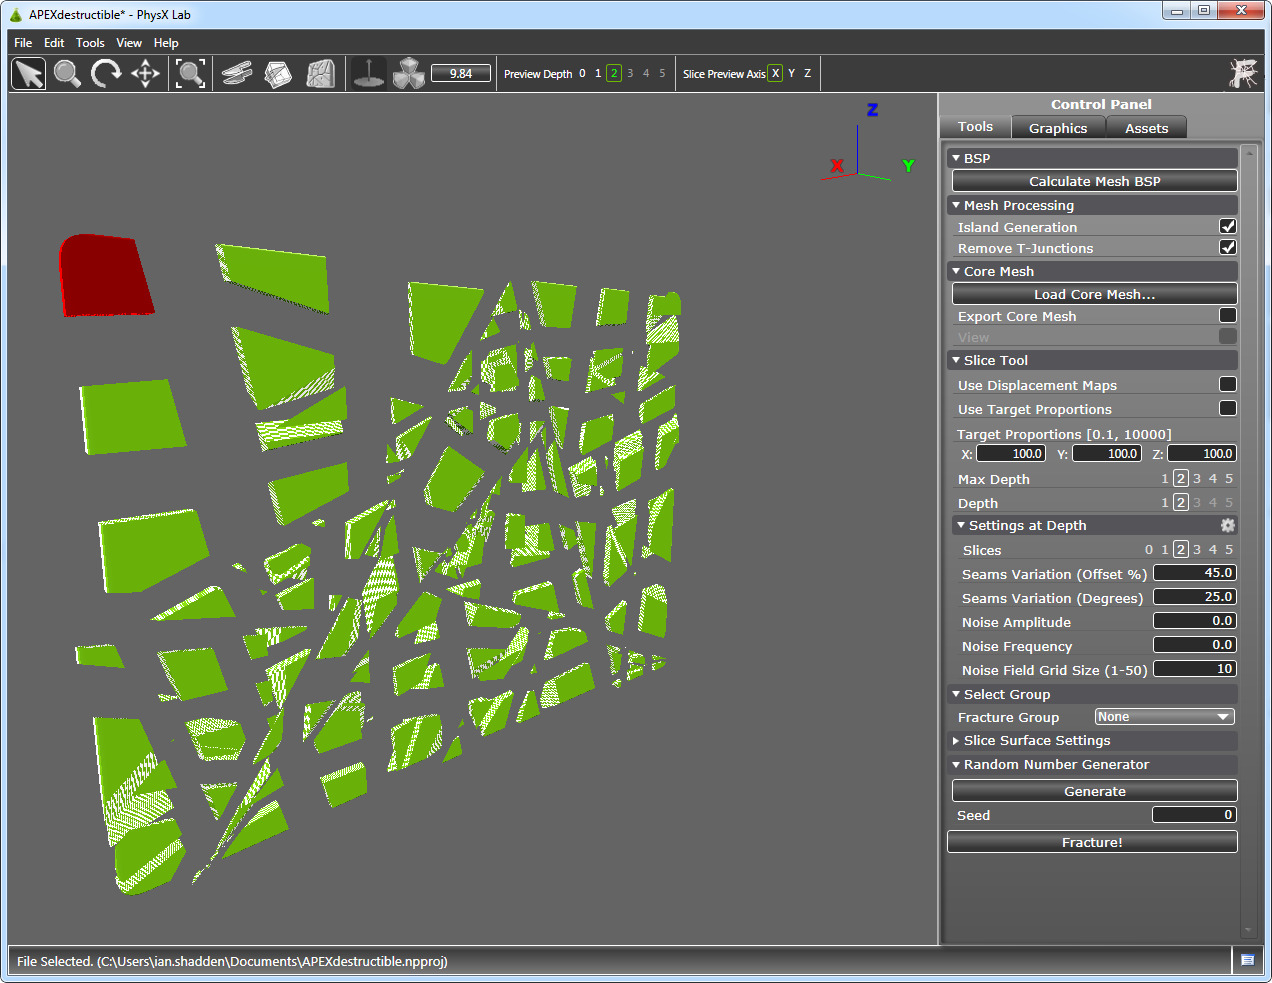 APEXdestructible* - PhysX Lab
File Edit Tools View Help
9.84 Preview Depth 0 1 2 3 4 5 Slice Preview Axis X Y Z
Z
X
Y
Control Panel
Tools Graphics Assets
BSP
Calculate Mesh BSP
Mesh Processing
Island Generation
Remove T-Junctions
Core Mesh
Load Core Mesh...
Export Core Mesh
View
Slice Tool
Use Displacement Maps
Use Target Proportions
Target Proportions [0.1, 10000]
X: 100.0 Y: 100.0 Z: 100.0
Max Depth 1 2 3 4 5
Depth 1 2 3 4 5
Settings at Depth
Slices 0 1 2 3 4 5
Seams Variation (Offset %) 45.0
Seams Variation (Degrees) 25.0
Noise Amplitude 0.0
Noise Frequency 0.0
Noise Field Grid Size (1-50) 10
Select Group
Fracture Group None
Slice Surface Settings
Random Number Generator
Generate
Seed 0
Fracture!
File Selected. (C:\Users\ian.shadden\Documents\APEXdestructible.npproj)